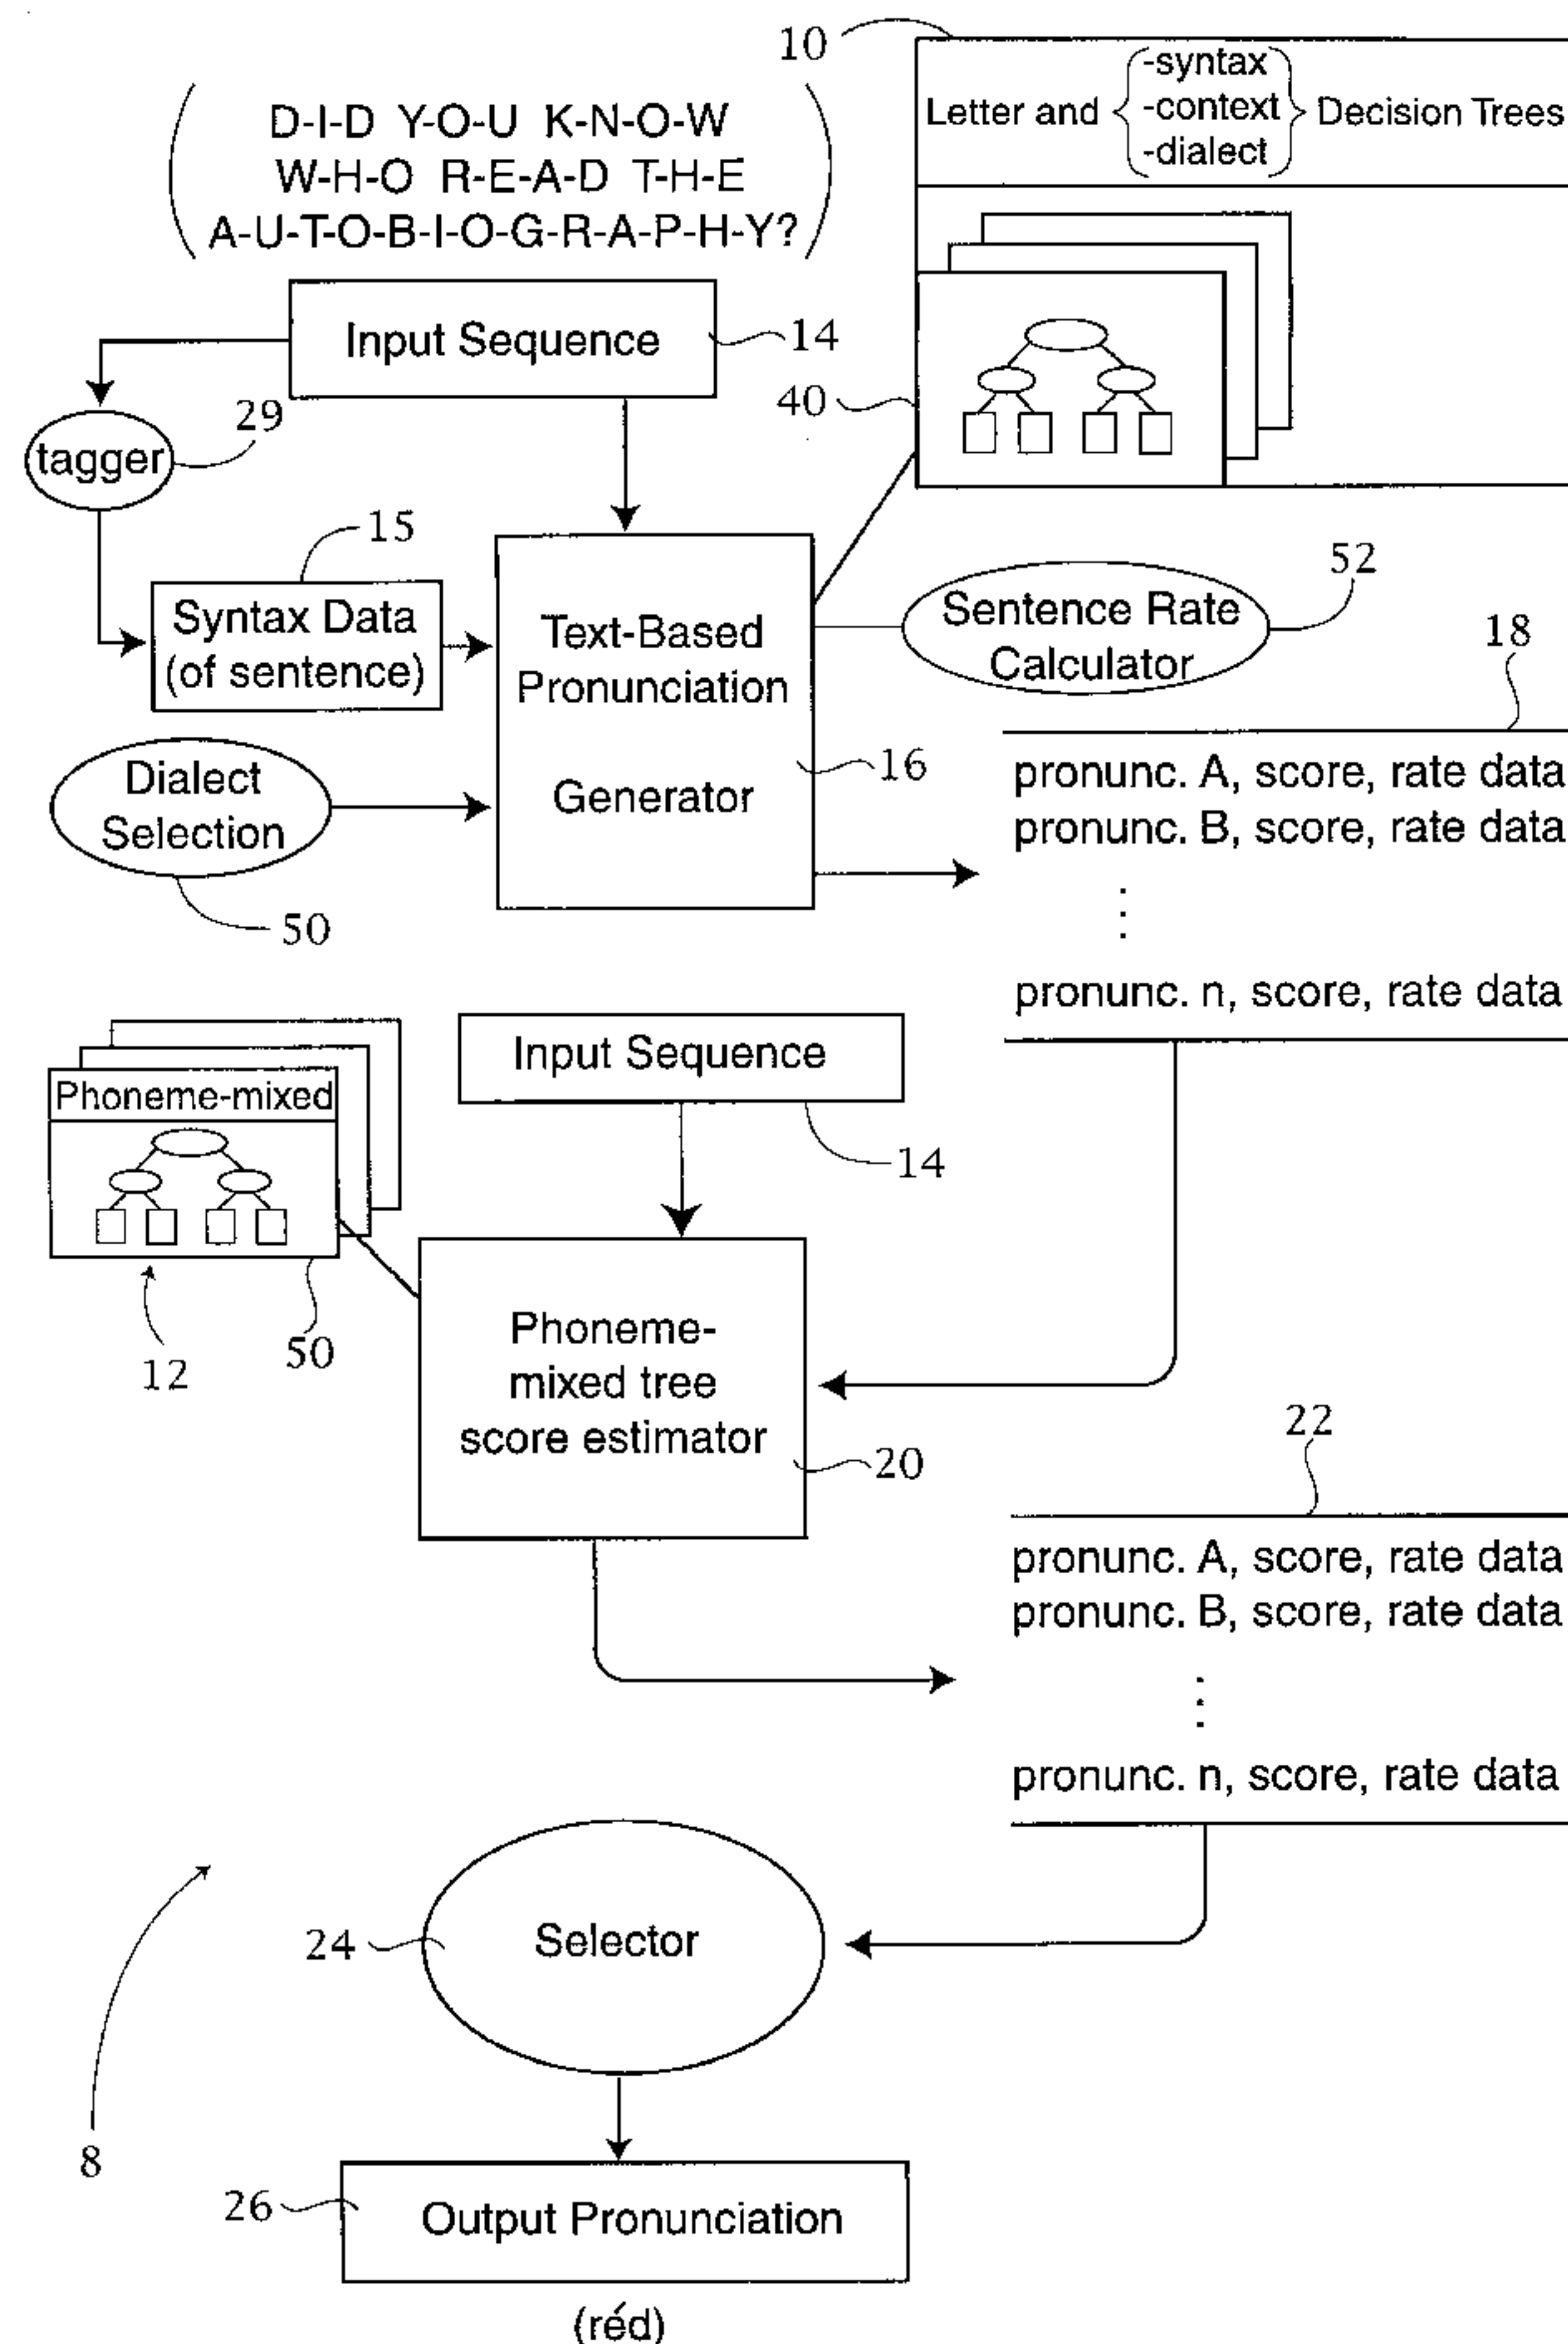 10
Letter and
-syntax
-context
-dialect
Decision Trees
D-I-D Y-O-U K-N-O-W
W-H-O R-E-A-D T-H-E
A-U-T-O-B-I-O-G-R-A-P-H-Y?
Input Sequence
14
40
tagger
29
15
Syntax Data
(of sentence)
Text-Based
Pronunciation
Generator
16
Sentence Rate
Calculator
52
Dialect
Selection
50
18
pronunc. A, score, rate data
pronunc. B, score, rate data
pronunc. n, score, rate data
Phoneme-mixed
12
50
Input Sequence
14
Phoneme-
mixed tree
score estimator
20
22
pronunc. A, score, rate data
pronunc. B, score, rate data
pronunc. n, score, rate data
Selector
24
8
26
Output Pronunciation
(réd)